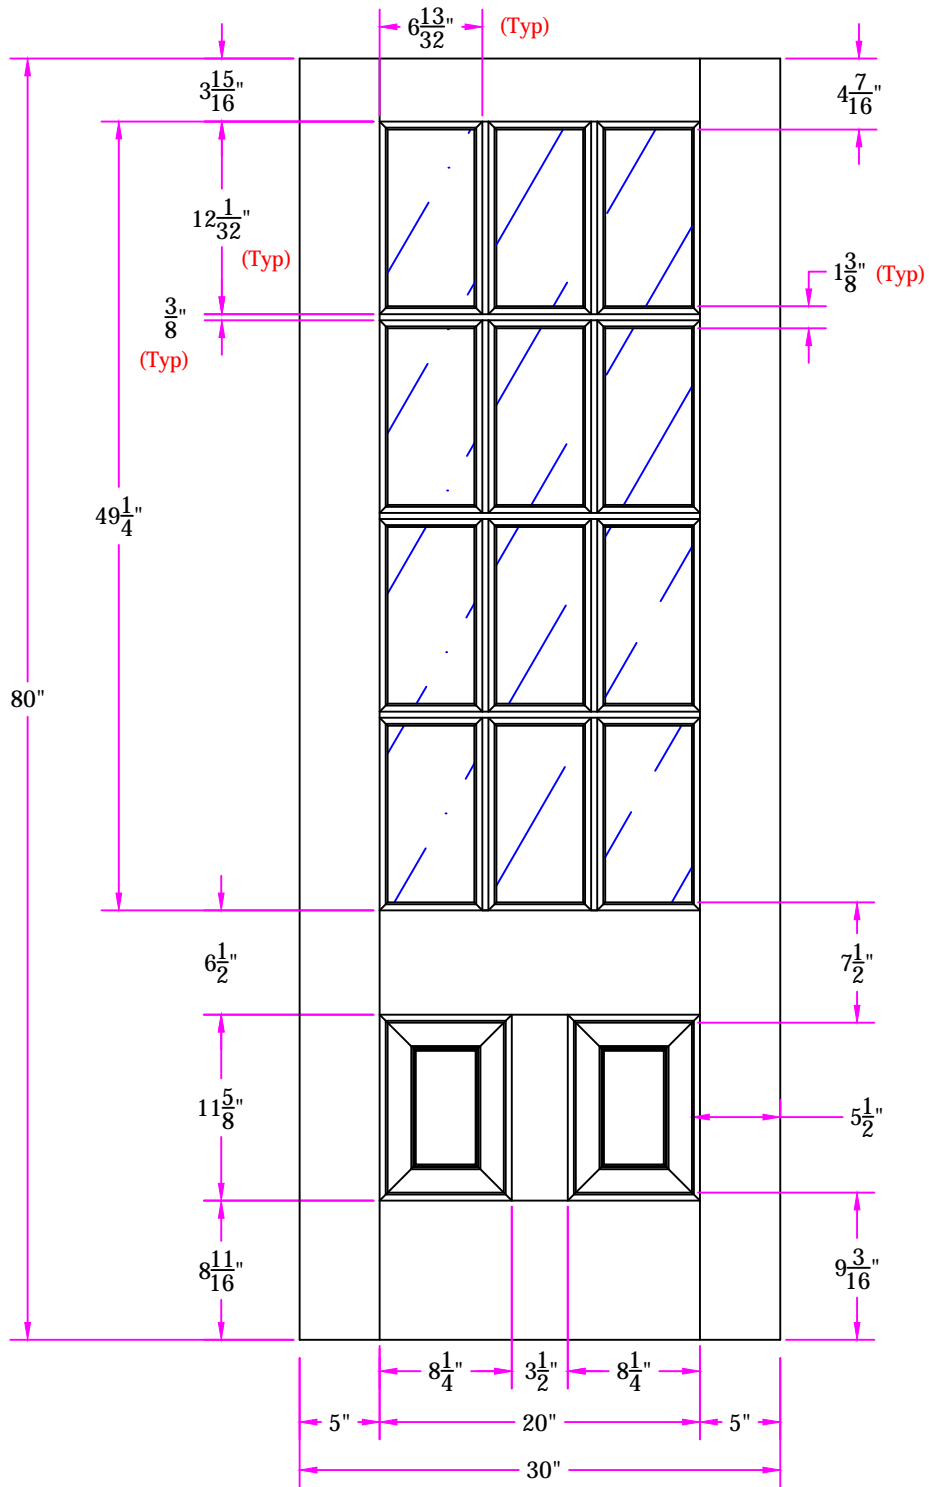 6 13/32" (Typ)
3 15/16"
4 7/16"
12 1/32"
(Typ)
1 3/8" (Typ)
3/8"
(Typ)
49 1/4"
80"
6 1/2"
7 1/2"
11 5/8"
5 1/2"
8 11/16"
9 3/16"
8 1/4" 3 1/2" 8 1/4"
5" 20" 5"
30"